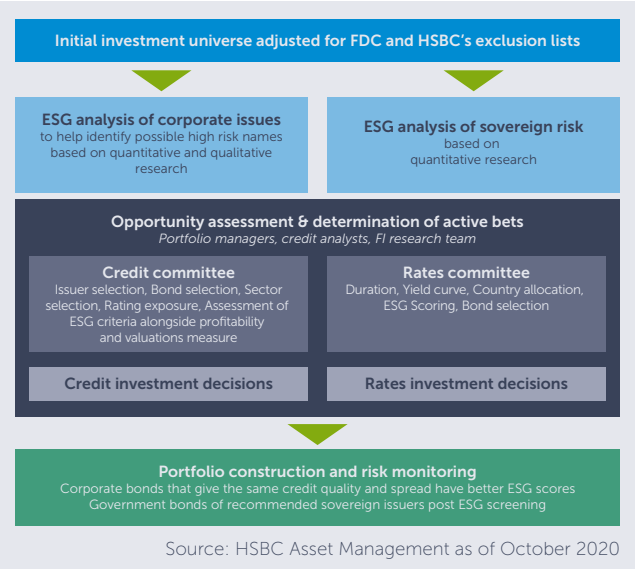 Initial investment universe adjusted for FDC and HSBC's exclusion lists
ESG analysis of corporate issues
to help identify possible high risk names
based on quantitative and qualitative
research
ESG analysis of sovereign risk
based on
quantitative research
Opportunity assessment & determination of active bets
Portfolio managers, credit analysts, FI research team
Credit committee
Issuer selection, Bond selection, Sector
selection, Rating exposure, Assessment of
ESG criteria alongside profitability
and valuations measure
Rates committee
Duration, Yield curve, Country allocation,
ESG Scoring, Bond selection
Credit investment decisions
Rates investment decisions
Portfolio construction and risk monitoring
Corporate bonds that give the same credit quality and spread have better ESG scores
Government bonds of recommended sovereign issuers post ESG screening
Source: HSBC Asset Management as of October 2020